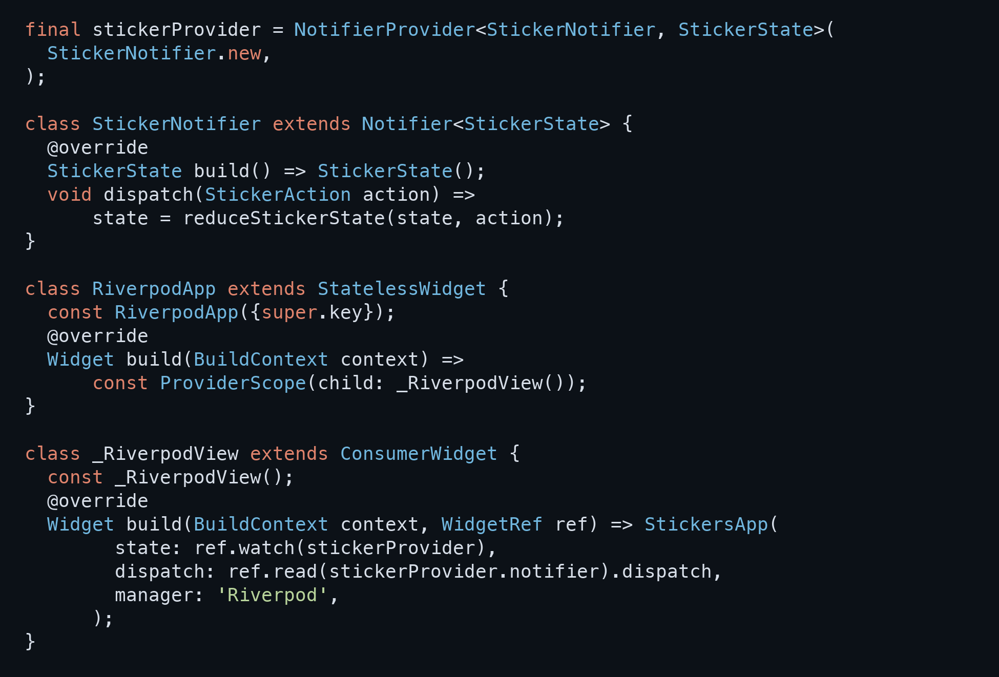 final stickerProvider = NotifierProvider<StickerNotifier, StickerState>(
  StickerNotifier.new,
);

class StickerNotifier extends Notifier<StickerState> {
  @override
  StickerState build() => StickerState();
  void dispatch(StickerAction action) =>
      state = reduceStickerState(state, action);
}

class RiverpodApp extends StatelessWidget {
  const RiverpodApp({super.key});
  @override
  Widget build(BuildContext context) =>
      const ProviderScope(child: _RiverpodView());
}

class _RiverpodView extends ConsumerWidget {
  const _RiverpodView();
  @override
  Widget build(BuildContext context, WidgetRef ref) => StickersApp(
        state: ref.watch(stickerProvider),
        dispatch: ref.read(stickerProvider.notifier).dispatch,
        manager: 'Riverpod',
      );
}